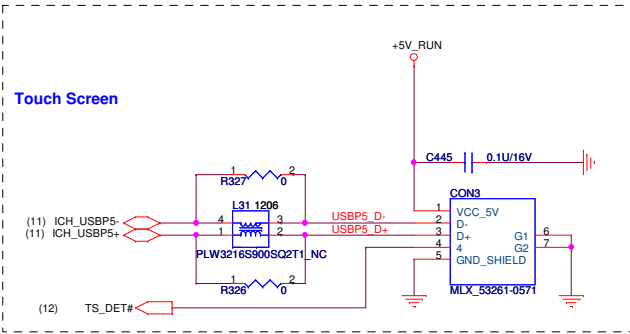 +5V_RUN
Touch Screen
C445 0.1U/16V
1 2
R327 0
CON3
L31 1206
1 VCC_5V
(11) ICH_USBP5- 4 3 USBP5_D- 2 D-
(11) ICH_USBP5+ 1 2 USBP5_D+ 3 D+ G1 6
4 4 G2 7
PLW3216S900SQ2T1_NC 5 GND_SHIELD
1 2
R326 0
MLX_53261-0571
(12) TS_DET#